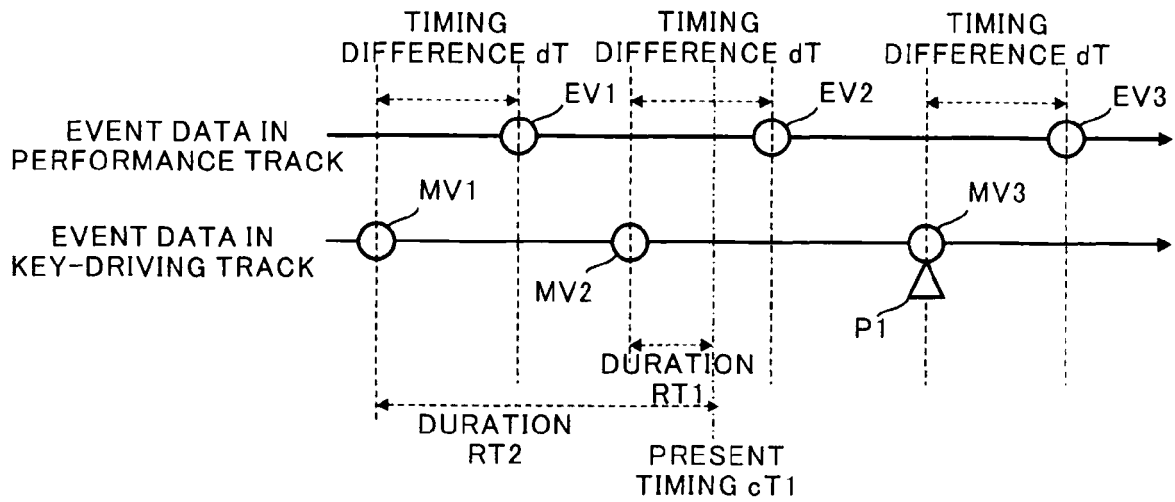 TIMING
DIFFERENCE dT
TIMING
DIFFERENCE dT
TIMING
DIFFERENCE dT
EV1
EV2
EV3
EVENT DATA IN
PERFORMANCE TRACK
MV1
MV3
EVENT DATA IN
KEY-DRIVING TRACK
MV2
P1
DURATION
RT1
DURATION
RT2
PRESENT
TIMING cT1